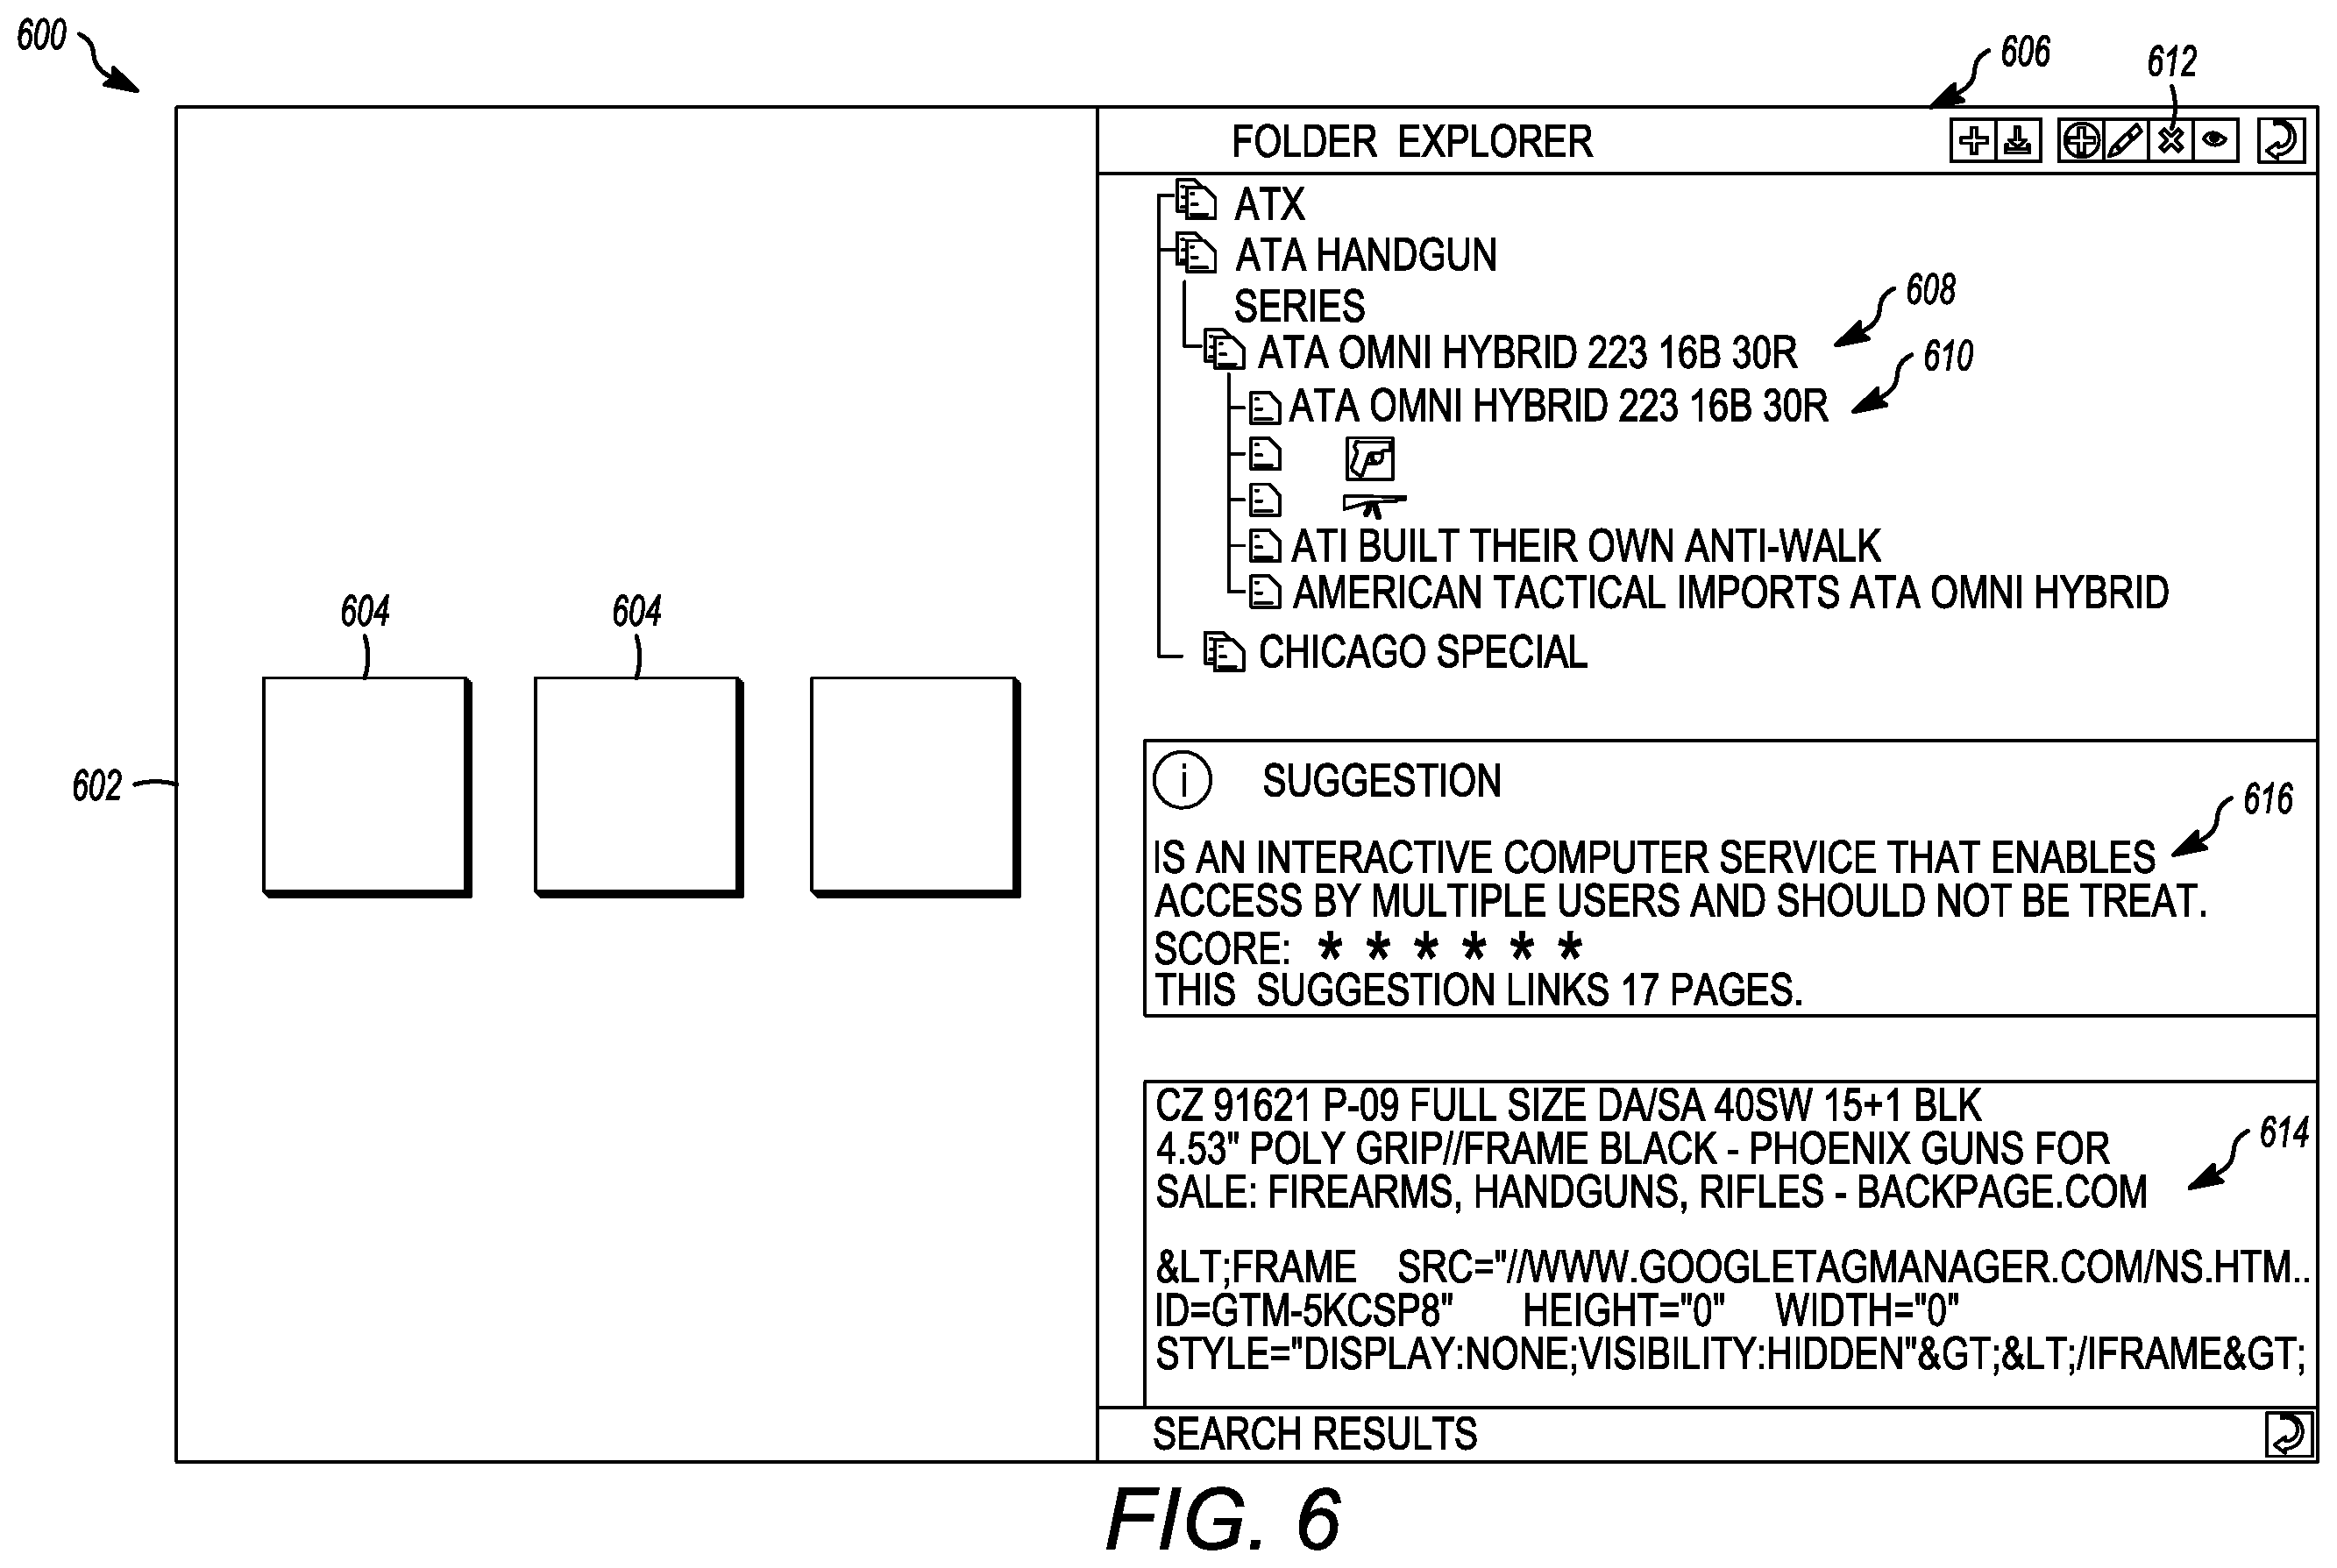 600
606
612
FOLDER EXPLORER
ATX
ATA HANDGUN
SERIES
608
ATA OMNI HYBRID 223 16B 30R
610
ATA OMNI HYBRID 223 16B 30R
ATI BUILT THEIR OWN ANTI-WALK
AMERICAN TACTICAL IMPORTS ATA OMNI HYBRID
CHICAGO SPECIAL
604 604
602
i SUGGESTION
616
IS AN INTERACTIVE COMPUTER SERVICE THAT ENABLES
ACCESS BY MULTIPLE USERS AND SHOULD NOT BE TREAT.
SCORE: * * * * * *
THIS SUGGESTION LINKS 17 PAGES.
CZ 91621 P-09 FULL SIZE DA/SA 40SW 15+1 BLK
4.53" POLY GRIP//FRAME BLACK - PHOENIX GUNS FOR
SALE: FIREARMS, HANDGUNS, RIFLES - BACKPAGE.COM
614
&LT;FRAME SRC="//WWW.GOOGLETAGMANAGER.COM/NS.HTM..
ID=GTM-5KCSP8" HEIGHT="0" WIDTH="0"
STYLE="DISPLAY:NONE;VISIBILITY:HIDDEN"&GT;&LT;/IFRAME&GT;
SEARCH RESULTS
FIG. 6